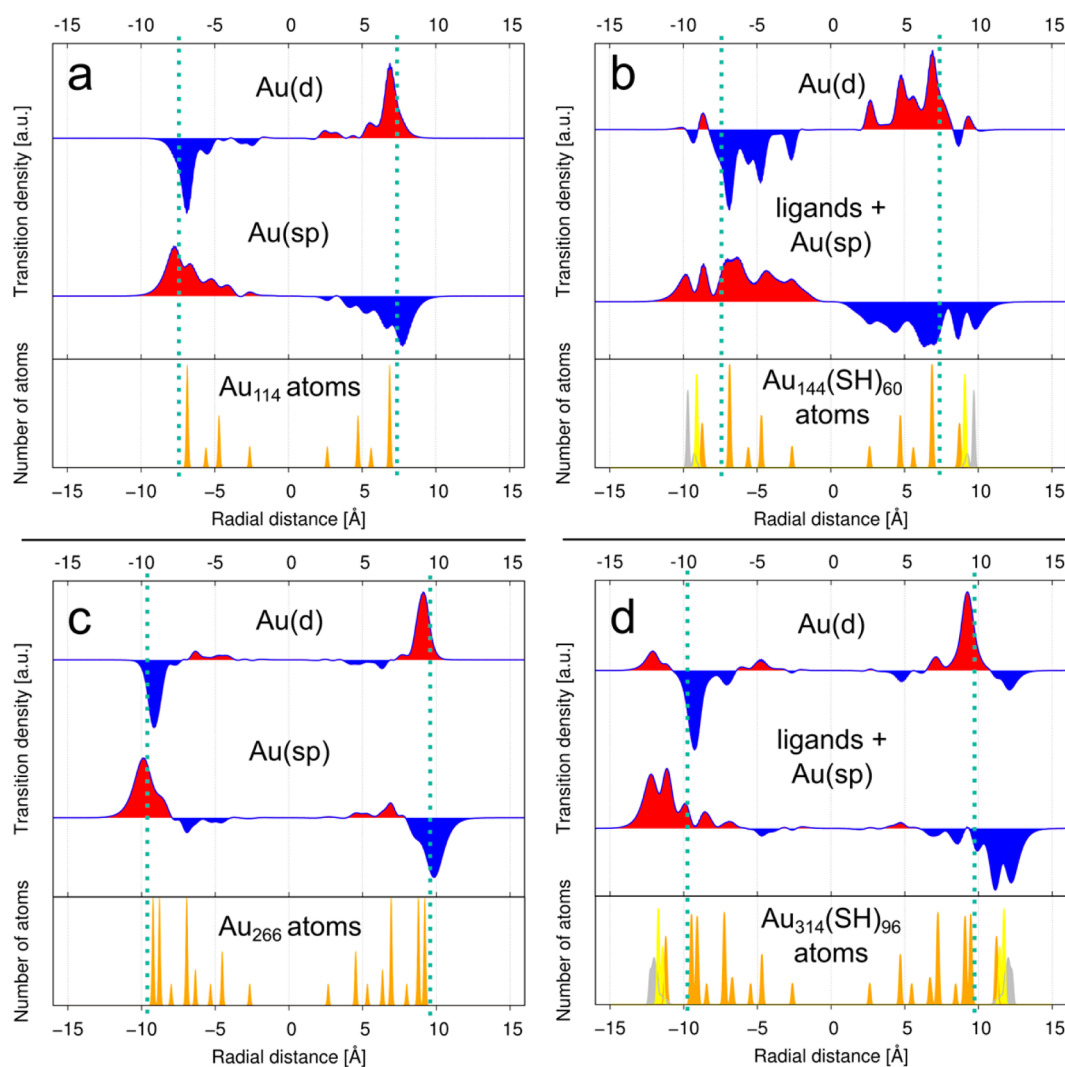 -15 -10 -5 0 5 10 15
a
Transition density [a.u.]
Au(d)
Au(sp)
Number of atoms
Au114 atoms
−15 −10 −5 0 5 10 15
Radial distance [Å]
-15 -10 -5 0 5 10 15
b
Transition density [a.u.]
Au(d)
ligands +
Au(sp)
Number of atoms
Au144(SH)60
atoms
−15 −10 −5 0 5 10 15
Radial distance [Å]
-15 -10 -5 0 5 10 15
c
Transition density [a.u.]
Au(d)
Au(sp)
Number of atoms
Au266 atoms
−15 −10 −5 0 5 10 15
Radial distance [Å]
-15 -10 -5 0 5 10 15
d
Transition density [a.u.]
Au(d)
ligands +
Au(sp)
Number of atoms
Au314(SH)96
atoms
−15 −10 −5 0 5 10 15
Radial distance [Å]